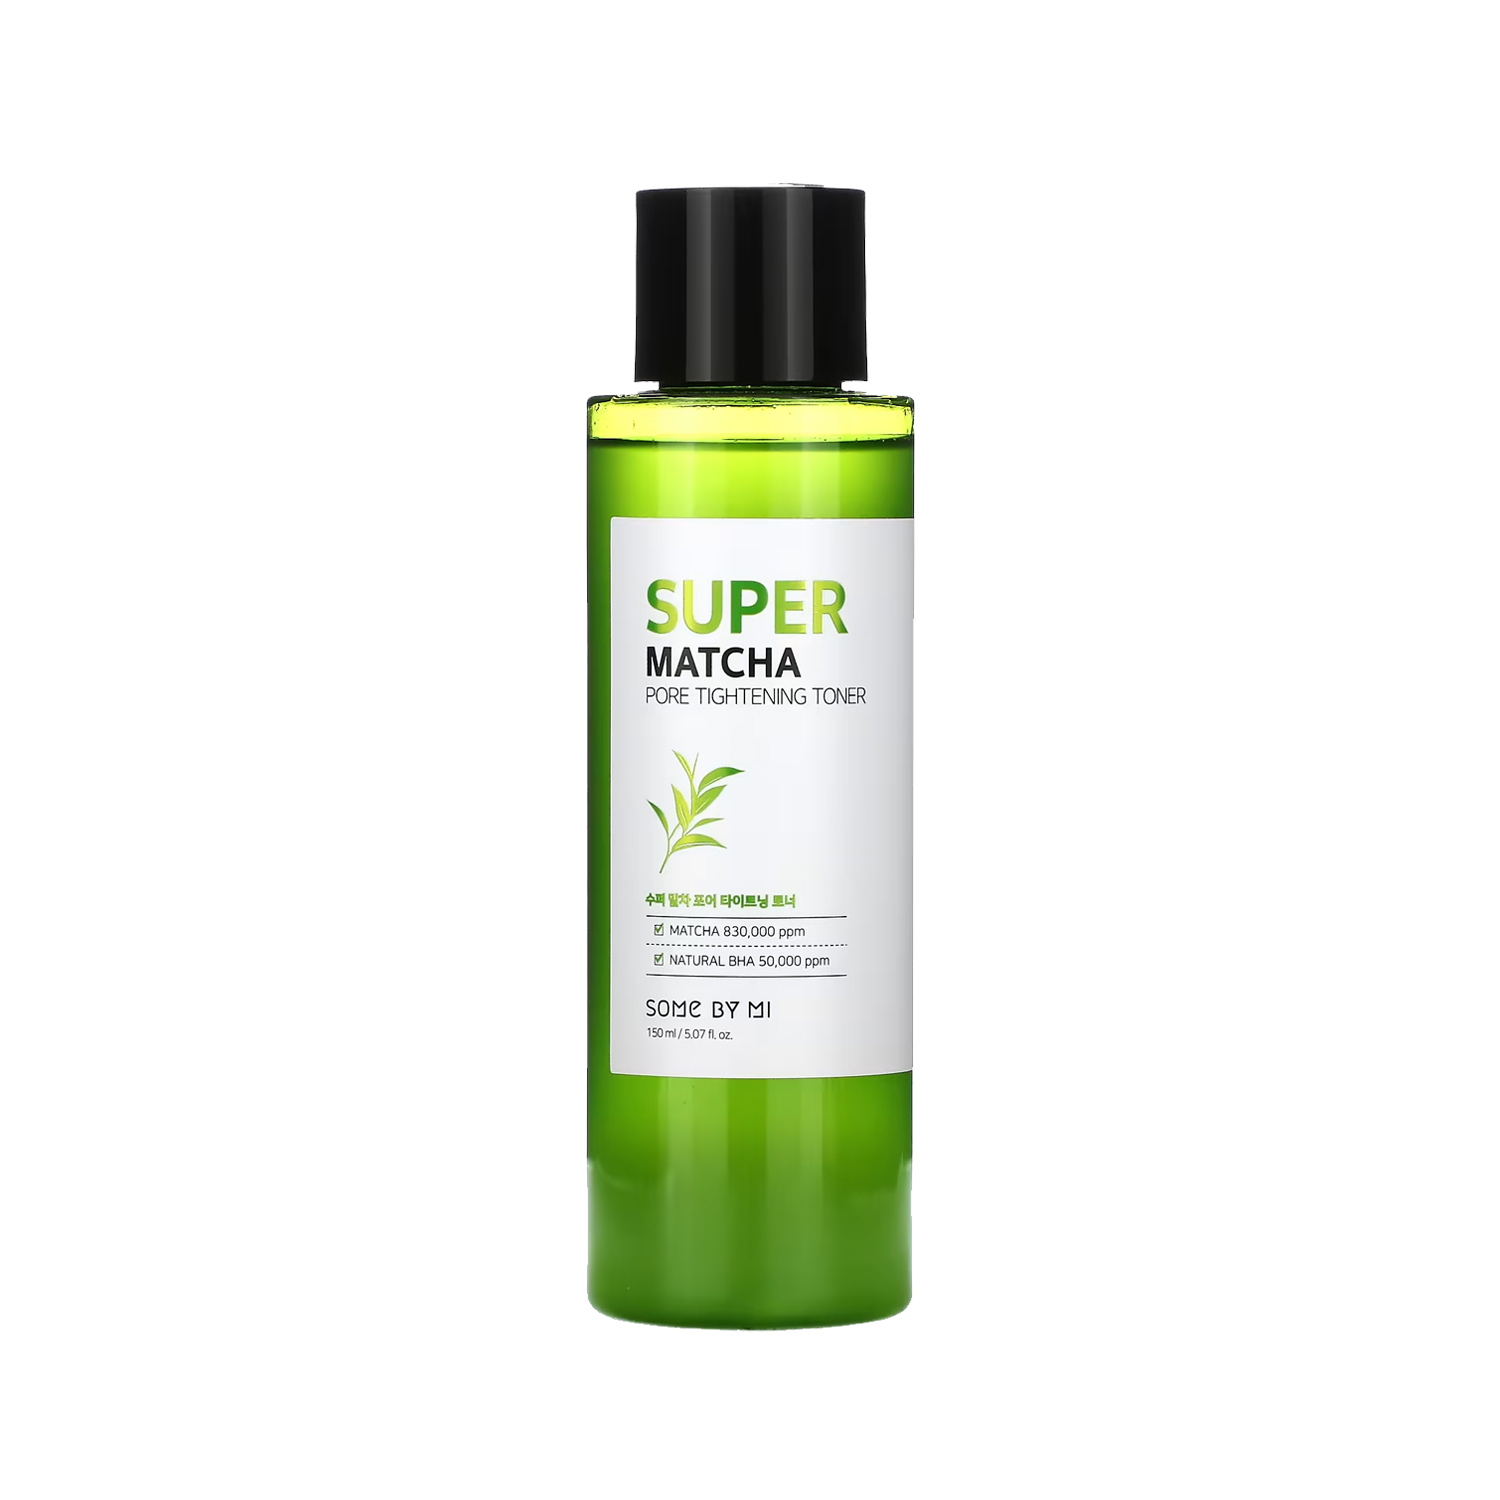 SUPER
MATCHA
PORE TIGHTENING TONER
수퍼 말차 포어 타이트닝 토너
MATCHA 830,000 ppm
NATURAL BHA 50,000 ppm
SOME BY MI
150 ml / 5.07 fl. oz.